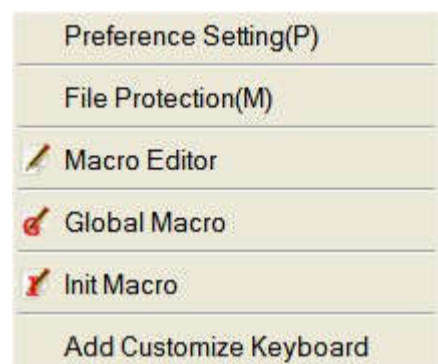 Preference Setting(P)
File Protection(M)
Macro Editor
Global Macro
Init Macro
Add Customize Keyboard